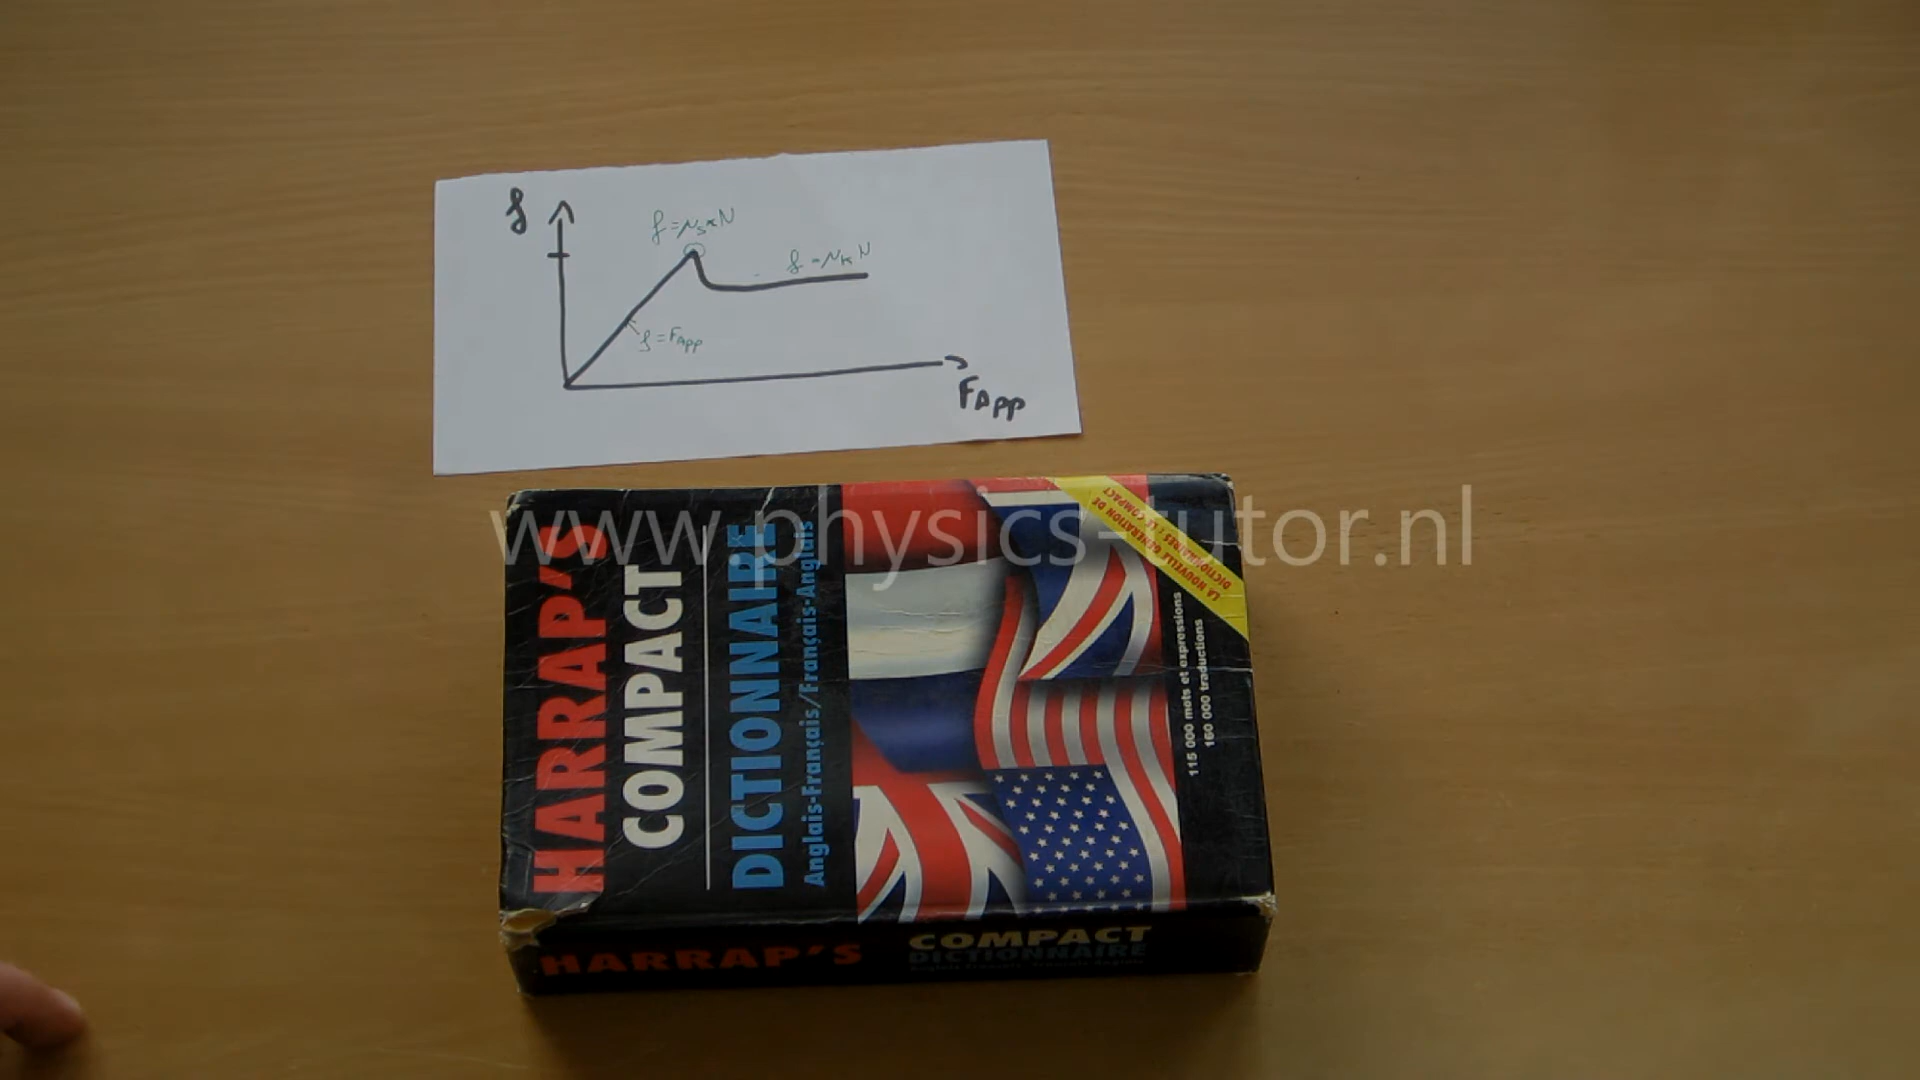 f
f=μs×N
f=μkN
f=FAPP
FAPP
www.physics-tutor.nl
HARRAP'S
COMPACT
DICTIONNAIRE
Anglais-Français/Français-Anglais
LA NOUVELLE GÉNÉRATION DE
DICTIONNAIRES : LE COMPACT
115 000 mots et expressions
160 000 traductions
HARRAP'S
COMPACT
DICTIONNAIRE